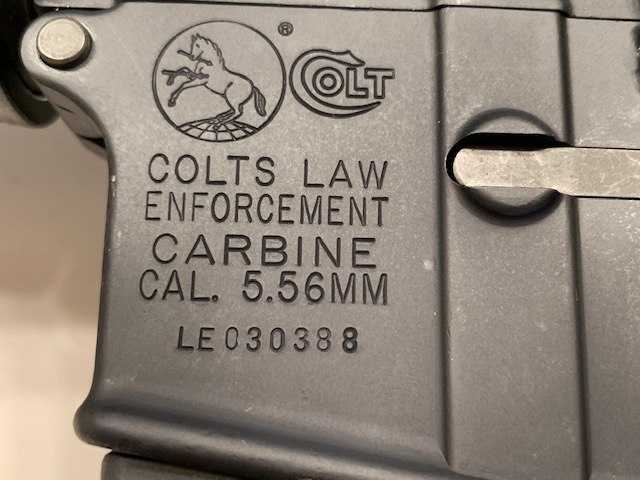 ®
COLT
COLTS LAW
ENFORCEMENT
CARBINE
CAL. 5.56MM
LE030388